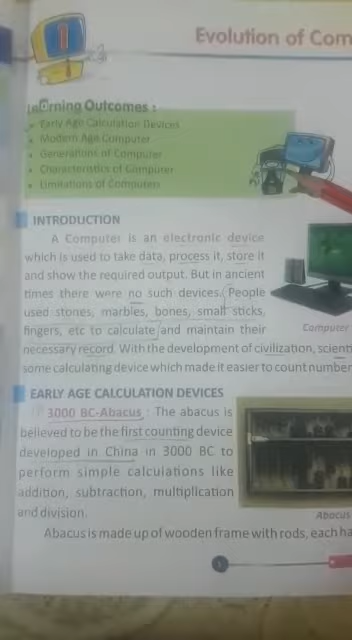 1
Evolution of Com
Learning Outcomes :
• Early Age Calculation Devices
• Modern Age Computer
• Generations of Computer
• Characteristics of Computer
• Limitations of Computers
INTRODUCTION
A Computer is an electronic device
which is used to take data, process it, store it
and show the required output. But in ancient
times there were no such devices. People
used stones, marbles, bones, small sticks,
fingers, etc to calculate and maintain their
Computer
necessary record. With the development of civilization, scienti
some calculating device which made it easier to count number
EARLY AGE CALCULATION DEVICES
3000 BC-Abacus : The abacus is
believed to be the first counting device
developed in China in 3000 BC to
perform simple calculations like
addition, subtraction, multiplication
and division.
Abacus
Abacus is made up of wooden frame with rods, each ha